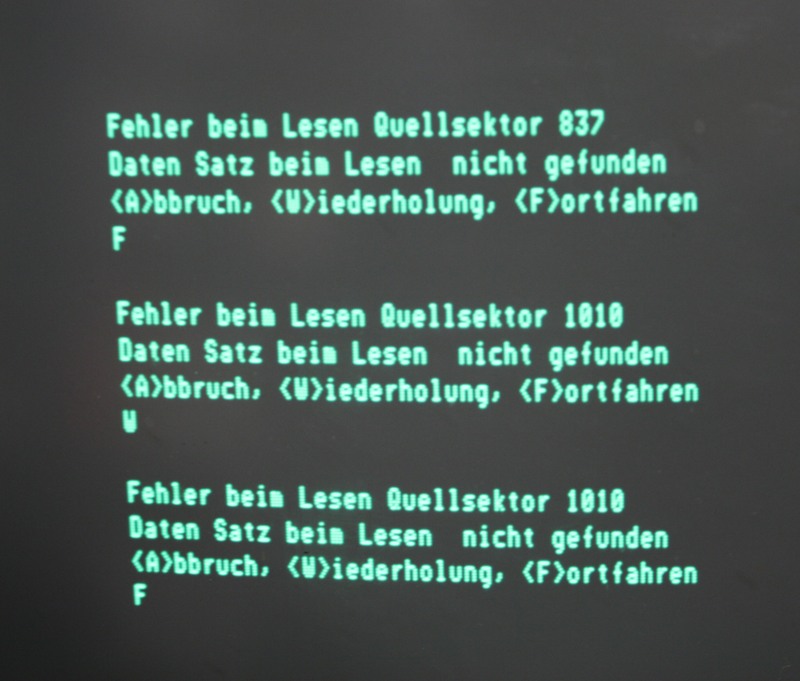 Fehler beim Lesen Quellsektor 837
Daten Satz beim Lesen  nicht gefunden
<A>bbruch, <W>iederholung, <F>ortfahren
F
Fehler beim Lesen Quellsektor 1010
Daten Satz beim Lesen  nicht gefunden
<A>bbruch, <W>iederholung, <F>ortfahren
W
Fehler beim Lesen Quellsektor 1010
Daten Satz beim Lesen  nicht gefunden
<A>bbruch, <W>iederholung, <F>ortfahren
F